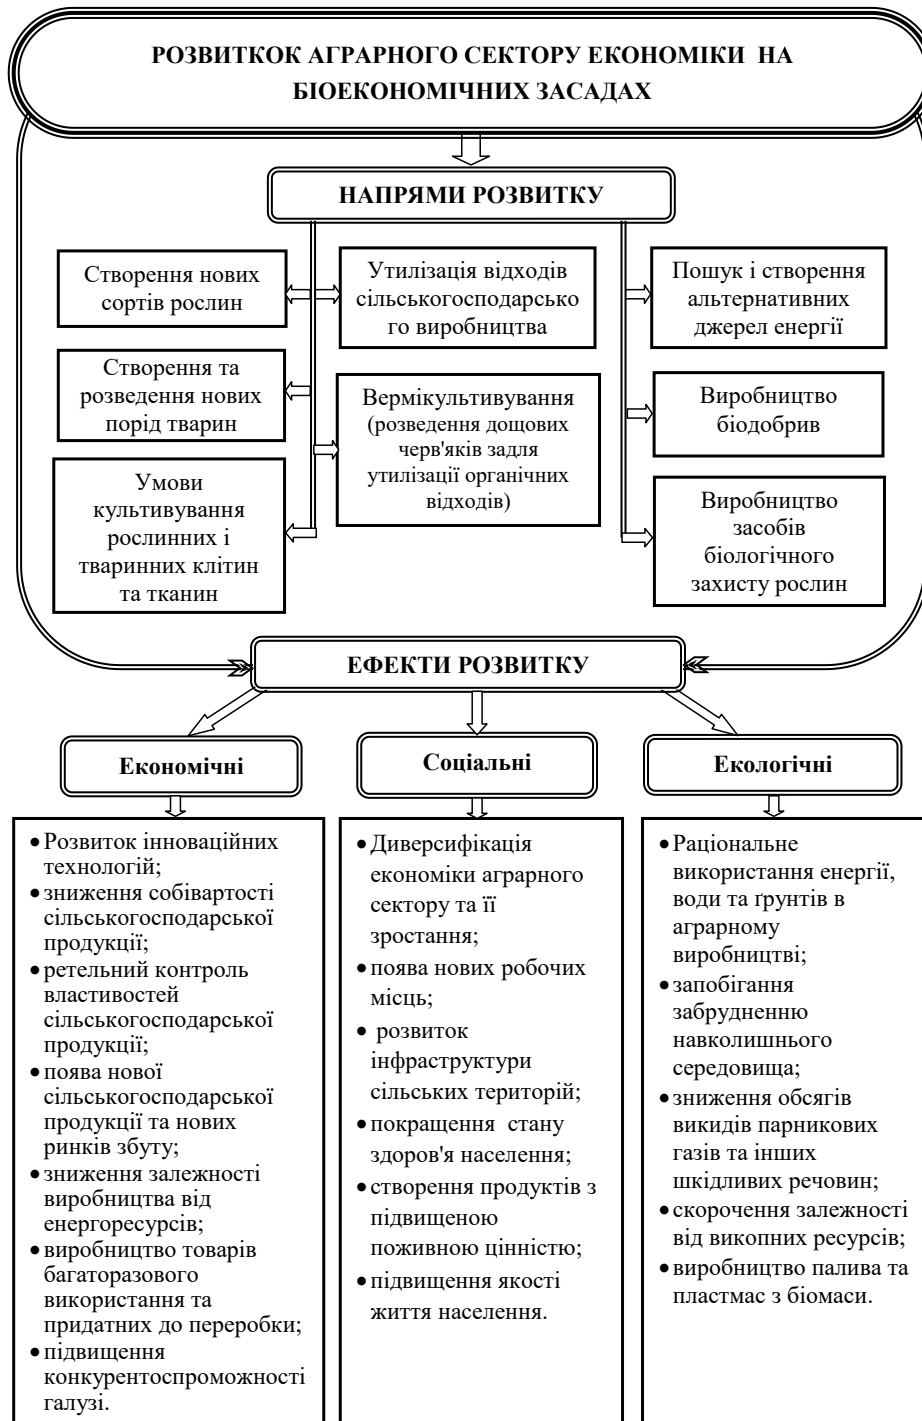 РОЗВИТКОК АГРАРНОГО СЕКТОРУ ЕКОНОМІКИ НА
БІОЕКОНОМІЧНИХ ЗАСАДАХ
НАПРЯМИ РОЗВИТКУ
Створення нових
сортів рослин
Утилізація відходів
сільськогосподарсько
го виробництва
Пошук і створення
альтернативних
джерел енергії
Створення та
розведення нових
порід тварин
Вермікультивування
(розведення дощових
черв'яків задля
утилізації органічних
відходів)
Виробництво
біодобрив
Умови
культивування
рослинних і
тваринних клітин
та тканин
Виробництво
засобів
біологічного
захисту рослин
ЕФЕКТИ РОЗВИТКУ
Економічні
Соціальні
Екологічні
•Розвиток інноваційних
технологій;
•зниження собівартості
сільськогосподарської
продукції;
•ретельний контроль
властивостей
сільськогосподарської
продукції;
•поява нової
сільськогосподарської
продукції та нових
ринків збуту;
•зниження залежності
виробництва від
енергоресурсів;
•виробництво товарів
багаторазового
використання та
придатних до переробки;
•підвищення
конкурентоспроможності
галузі.
•Диверсифікація
економіки аграрного
сектору та її
зростання;
•поява нових робочих
місць;
• розвиток
інфраструктури
сільських територій;
•покращення стану
здоров'я населення;
•створення продуктів з
підвищеною
поживною цінністю;
•підвищення якості
життя населення.
•Раціональне
використання енергії,
води та ґрунтів в
аграрному
виробництві;
•запобігання
забрудненню
навколишнього
середовища;
•зниження обсягів
викидів парникових
газів та інших
шкідливих речовин;
•скорочення залежності
від викопних ресурсів;
•виробництво палива та
пластмас з біомаси.